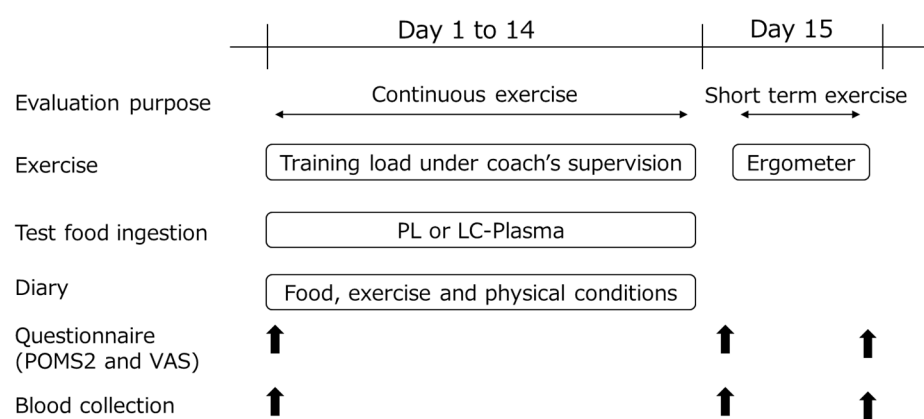 Day 1 to 14
Day 15
Evaluation purpose
Continuous exercise
Short term exercise
Exercise
Training load under coach's supervision
Ergometer
Test food ingestion
PL or LC-Plasma
Diary
Food, exercise and physical conditions
Questionnaire
(POMS2 and VAS)
Blood collection